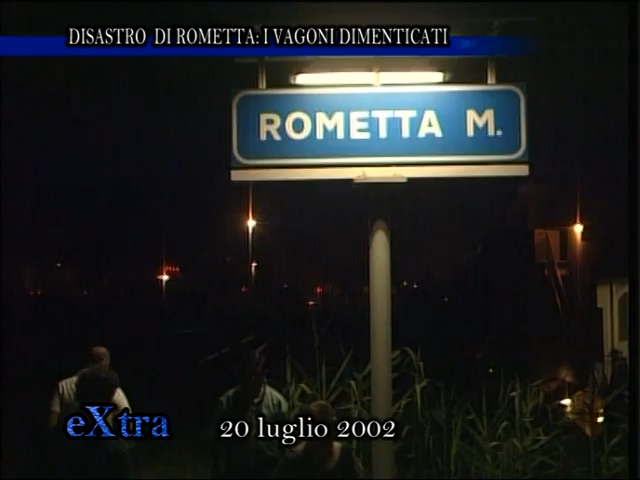 DISASTRO DI ROMETTA: I VAGONI DIMENTICATI
ROMETTA M.
eXtra
20 luglio 2002